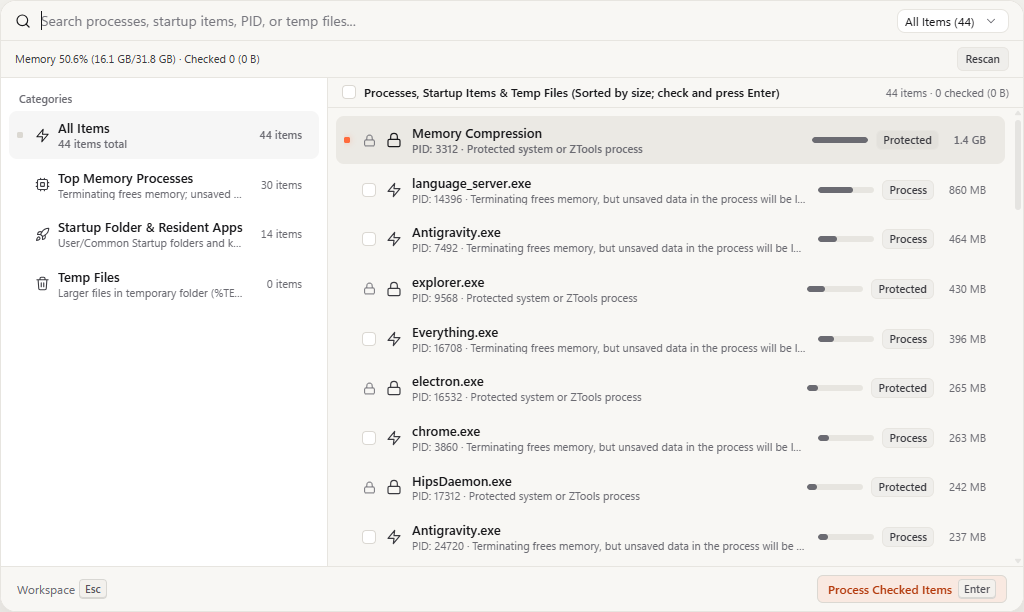 Search processes, startup items, PID, or temp files...
All Items (44)
Memory 50.6% (16.1 GB/31.8 GB) · Checked 0 (0 B)
Rescan
Categories
All Items
44 items total
44 items
Top Memory Processes
Terminating frees memory; unsaved ...
30 items
Startup Folder & Resident Apps
User/Common Startup folders and k...
14 items
Temp Files
Larger files in temporary folder (%TE...
0 items
Processes, Startup Items & Temp Files (Sorted by size; check and press Enter)
44 items · 0 checked (0 B)
Memory Compression
PID: 3312 · Protected system or ZTools process
Protected
1.4 GB
language_server.exe
PID: 14396 · Terminating frees memory, but unsaved data in the process will be l...
Process
860 MB
Antigravity.exe
PID: 7492 · Terminating frees memory, but unsaved data in the process will be l...
Process
464 MB
explorer.exe
PID: 9568 · Protected system or ZTools process
Protected
430 MB
Everything.exe
PID: 16708 · Terminating frees memory, but unsaved data in the process will be l...
Process
396 MB
electron.exe
PID: 16532 · Protected system or ZTools process
Protected
265 MB
chrome.exe
PID: 3860 · Terminating frees memory, but unsaved data in the process will be l...
Process
263 MB
HipsDaemon.exe
PID: 17312 · Protected system or ZTools process
Protected
242 MB
Antigravity.exe
PID: 24720 · Terminating frees memory, but unsaved data in the process will be ...
Process
237 MB
Workspace Esc
Process Checked Items Enter